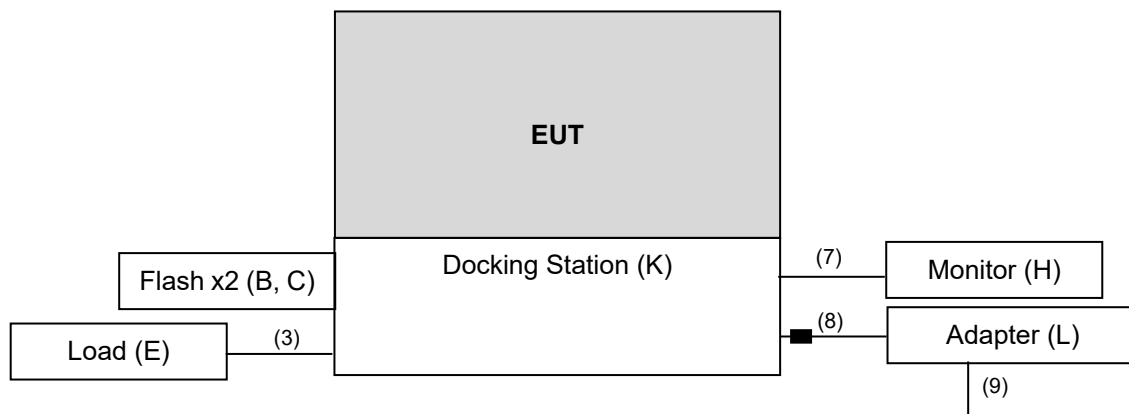 EUT
Docking Station (K)
Flash x2 (B, C)
(7)
Monitor (H)
Load (E)
(3)
(8)
Adapter (L)
(9)